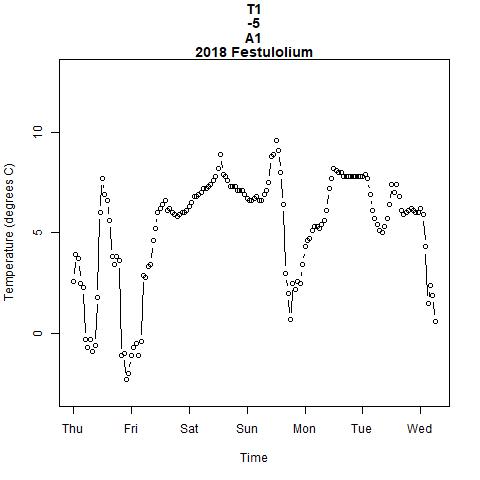 T1
-5
A1
2018 Festulolium
Temperature (degrees C)
10
5
0
Thu Fri Sat Sun Mon Tue Wed
Time